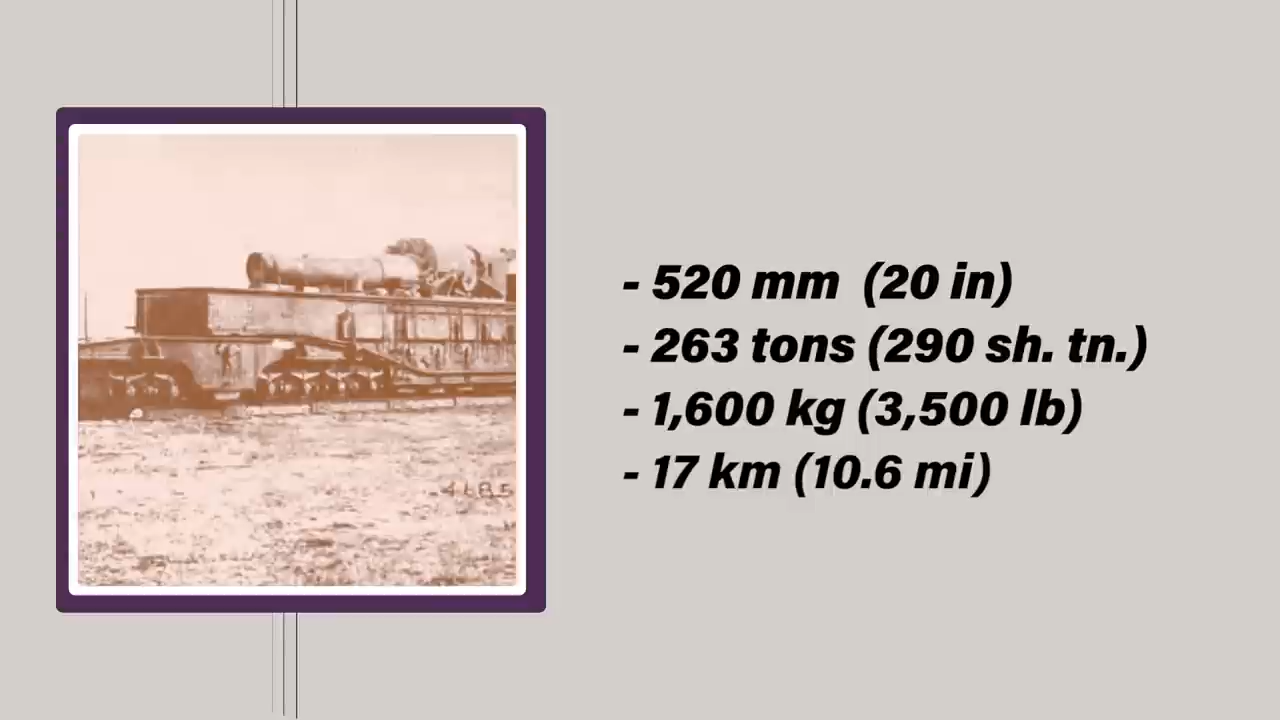 - 520 mm (20 in)
- 263 tons (290 sh. tn.)
- 1,600 kg (3,500 lb)
- 17 km (10.6 mi)